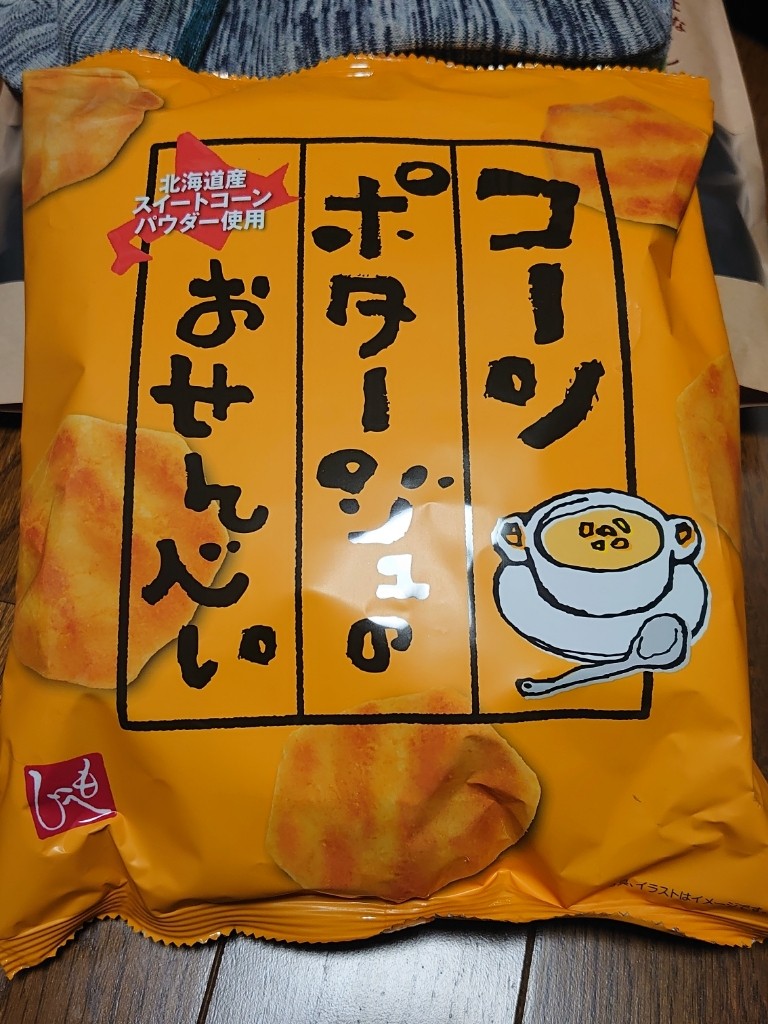 コーン
ポタージュの
おせんべい
北海道産
スイートコーン
パウダー使用
もへじ
イラストはイメージです